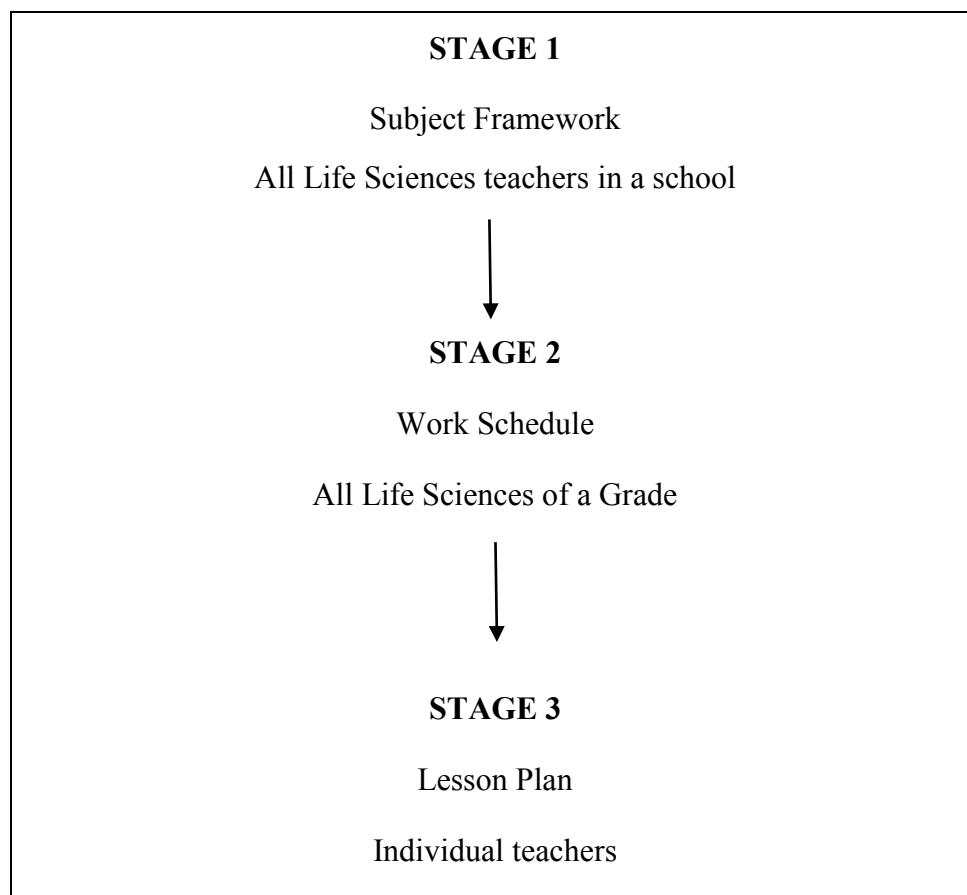 STAGE 1
Subject Framework
All Life Sciences teachers in a school
STAGE 2
Work Schedule
All Life Sciences of a Grade
STAGE 3
Lesson Plan
Individual teachers